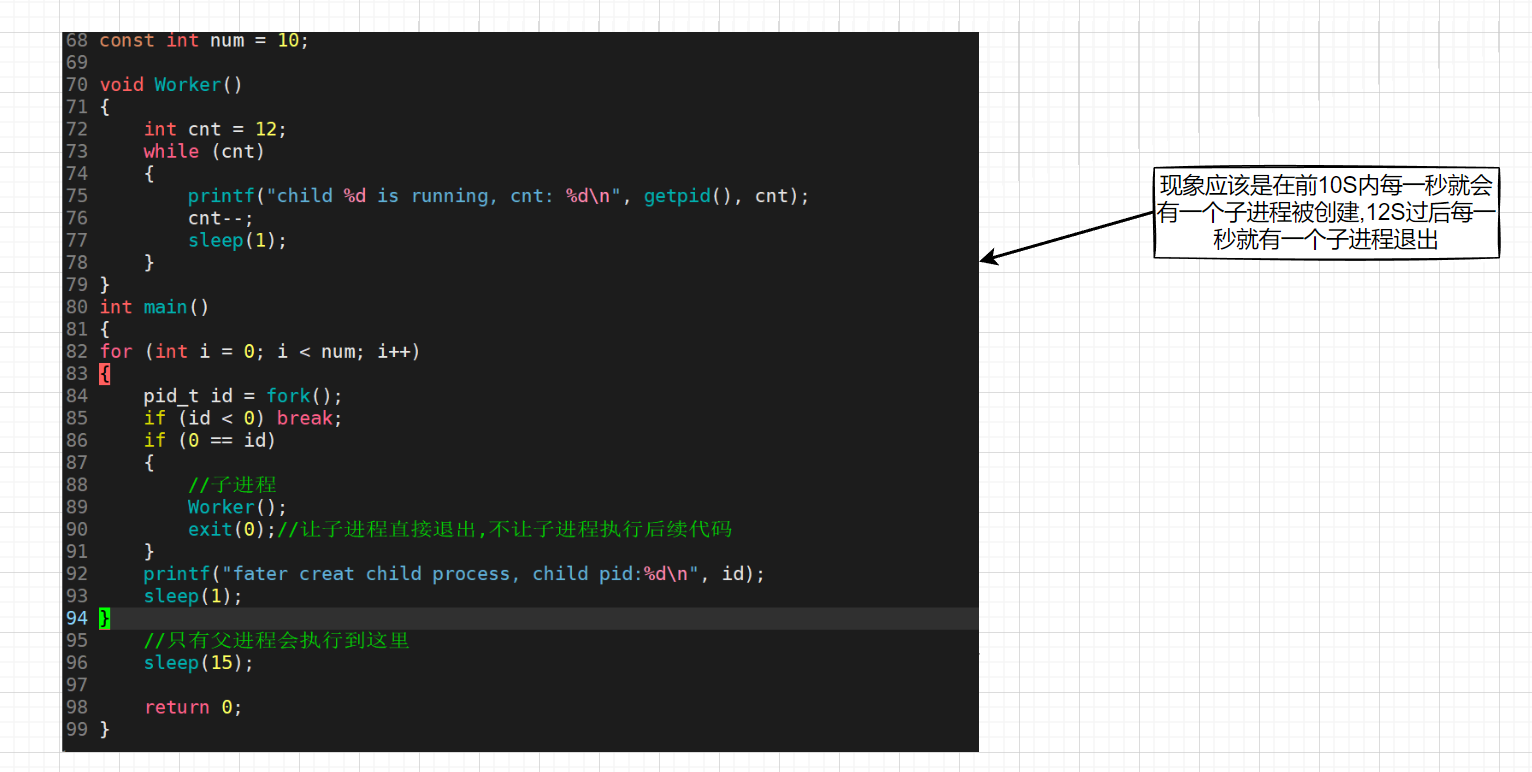 68 const int num = 10;
69
70 void Worker()
71 {
72     int cnt = 12;
73     while (cnt)
74     {
75         printf("child %d is running, cnt: %d\n", getpid(), cnt);
76         cnt--;
77         sleep(1);
78     }
79 }
80 int main()
81 {
82 for (int i = 0; i < num; i++)
83 {
84     pid_t id = fork();
85     if (id < 0) break;
86     if (0 == id)
87     {
88         //子进程
89         Worker();
90         exit(0);//让子进程直接退出,不让子进程执行后续代码
91     }
92     printf("fater creat child process, child pid:%d\n", id);
93     sleep(1);
94 }
95     //只有父进程会执行到这里
96     sleep(15);
97
98     return 0;
99 }
现象应该是在前10S内每一秒就会
有一个子进程被创建,12S过后每一
秒就有一个子进程退出